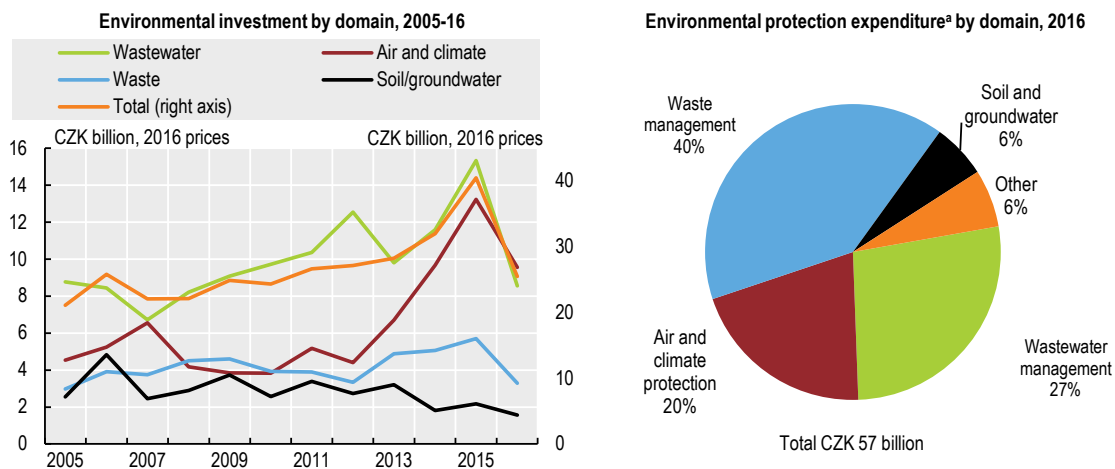 Environmental investment by domain, 2005-16
Wastewater
Air and climate
Waste
Soil/groundwater
Total (right axis)
CZK billion, 2016 prices
CZK billion, 2016 prices
16
14
12
10
8
6
4
2
0
40
30
20
10
0
2005
2007
2009
2011
2013
2015
Environmental protection expenditureᵃ by domain, 2016
Waste
management
40%
Soil and
groundwater
6%
Other
6%
Air and
climate
protection
20%
Wastewater
management
27%
Total CZK 57 billion